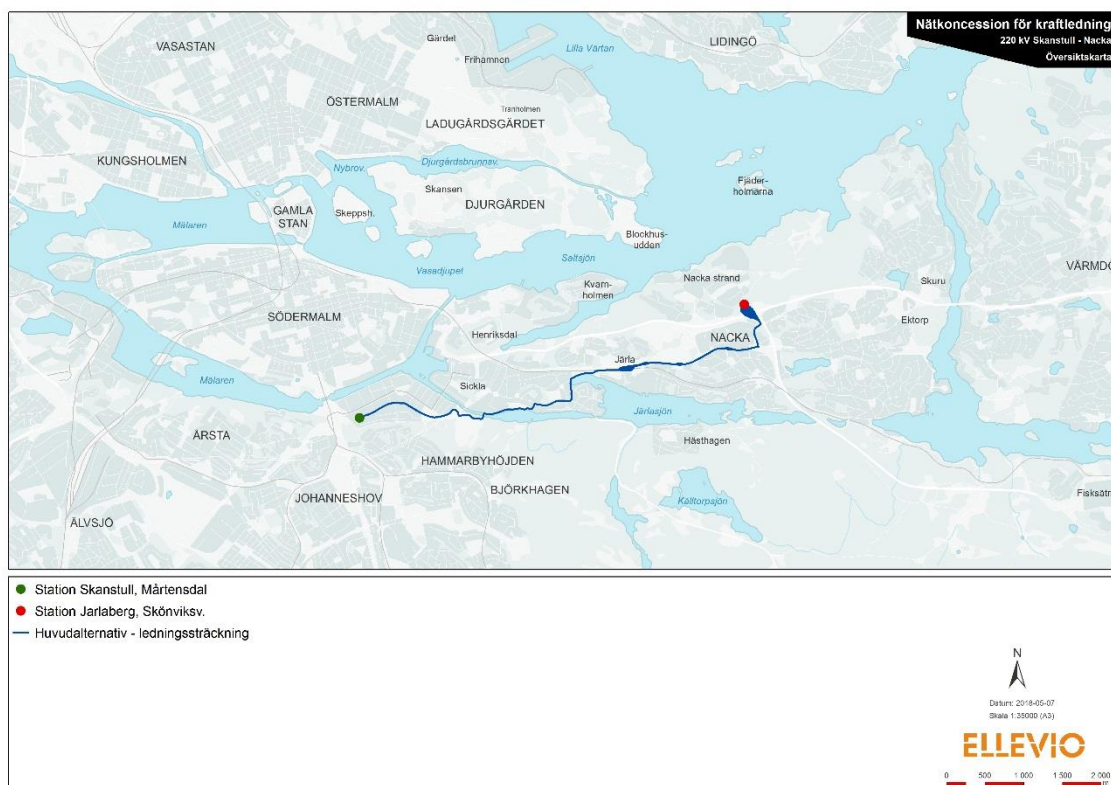 Nätkoncession för kraftledning
220 kV Skanstull - Nacka
Översiktskarta
VASASTAN
Gärdet
Lilla Värtan
LIDINGÖ
Frihamnen
ÖSTERMALM
Tranholmen
LADUGÅRDSGÄRDET
KUNGSHOLMEN
Nybrov.
Djurgårdsbrunnsv.
Skansen
Fjäder-
holmarna
DJURGÅRDEN
GAMLA
STAN
Skeppsh.
Mälaren
Blockhus-
udden
Saltsjön
Vasadjupet
VÄRMDÖ
Nacka strand
Skuru
Kvarn-
holmen
SÖDERMALM
Ektorp
Henriksdal
NACKA
Järla
Mälaren
Sickla
Järlasjön
ÅRSTA
Hästhagen
HAMMARBYHÖJDEN
BJÖRKHAGEN
JOHANNESHOV
Källtorpsjön
Fisksätr
ÄLVSJÖ
Station Skanstull, Mårtensdal
Station Jarlaberg, Skönviksv.
Huvudalternativ - ledningssträckning
N
Datum: 2018-05-07
Skala 1:35000 (A3)
ELLEVIO
0 500 1 000 1 500 2 000
m